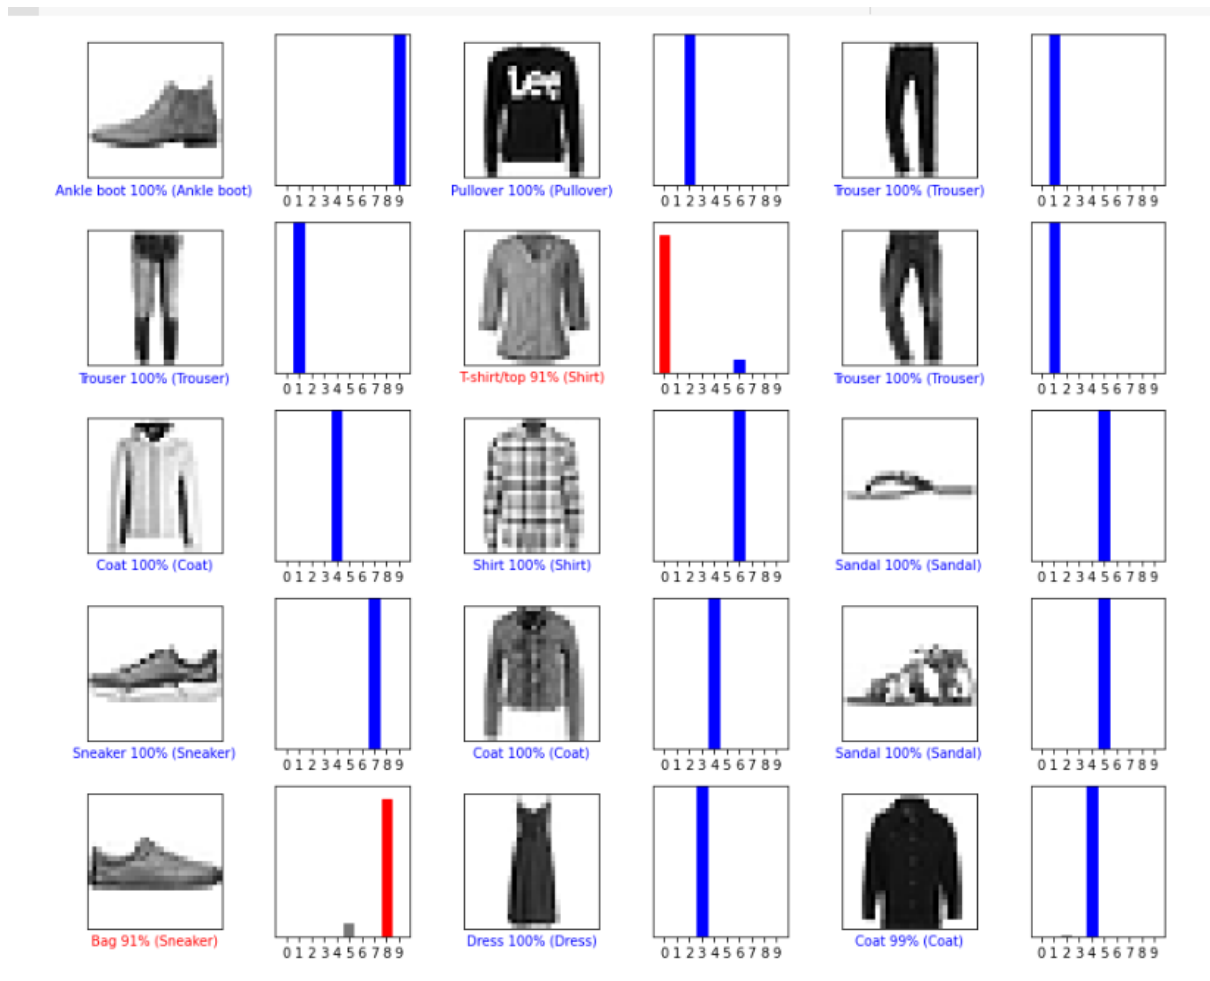 Lee
Ankle boot 100% (Ankle boot)
0 1 2 3 4 5 6 7 8 9
Pullover 100% (Pullover)
0 1 2 3 4 5 6 7 8 9
Trouser 100% (Trouser)
0 1 2 3 4 5 6 7 8 9
Trouser 100% (Trouser)
0 1 2 3 4 5 6 7 8 9
T-shirt/top 91% (Shirt)
0 1 2 3 4 5 6 7 8 9
Trouser 100% (Trouser)
0 1 2 3 4 5 6 7 8 9
Coat 100% (Coat)
0 1 2 3 4 5 6 7 8 9
Shirt 100% (Shirt)
0 1 2 3 4 5 6 7 8 9
Sandal 100% (Sandal)
0 1 2 3 4 5 6 7 8 9
Sneaker 100% (Sneaker)
0 1 2 3 4 5 6 7 8 9
Coat 100% (Coat)
0 1 2 3 4 5 6 7 8 9
Sandal 100% (Sandal)
0 1 2 3 4 5 6 7 8 9
Bag 91% (Sneaker)
0 1 2 3 4 5 6 7 8 9
Dress 100% (Dress)
0 1 2 3 4 5 6 7 8 9
Coat 99% (Coat)
0 1 2 3 4 5 6 7 8 9